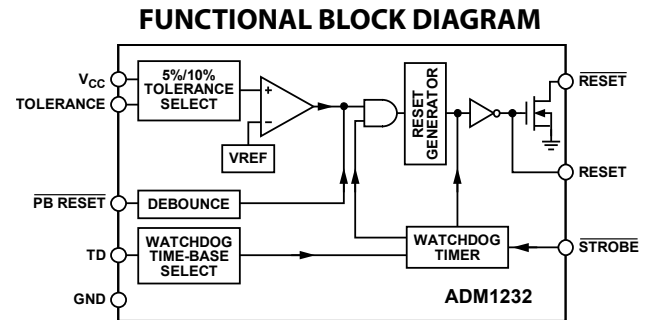 FUNCTIONAL BLOCK DIAGRAM
VCC
5%/10%
TOLERANCE
SELECT
TOLERANCE
+
−
VREF
RESET
GENERATOR
RESET
RESET
PB RESET
DEBOUNCE
TD
WATCHDOG
TIME-BASE
SELECT
WATCHDOG
TIMER
STROBE
GND
ADM1232